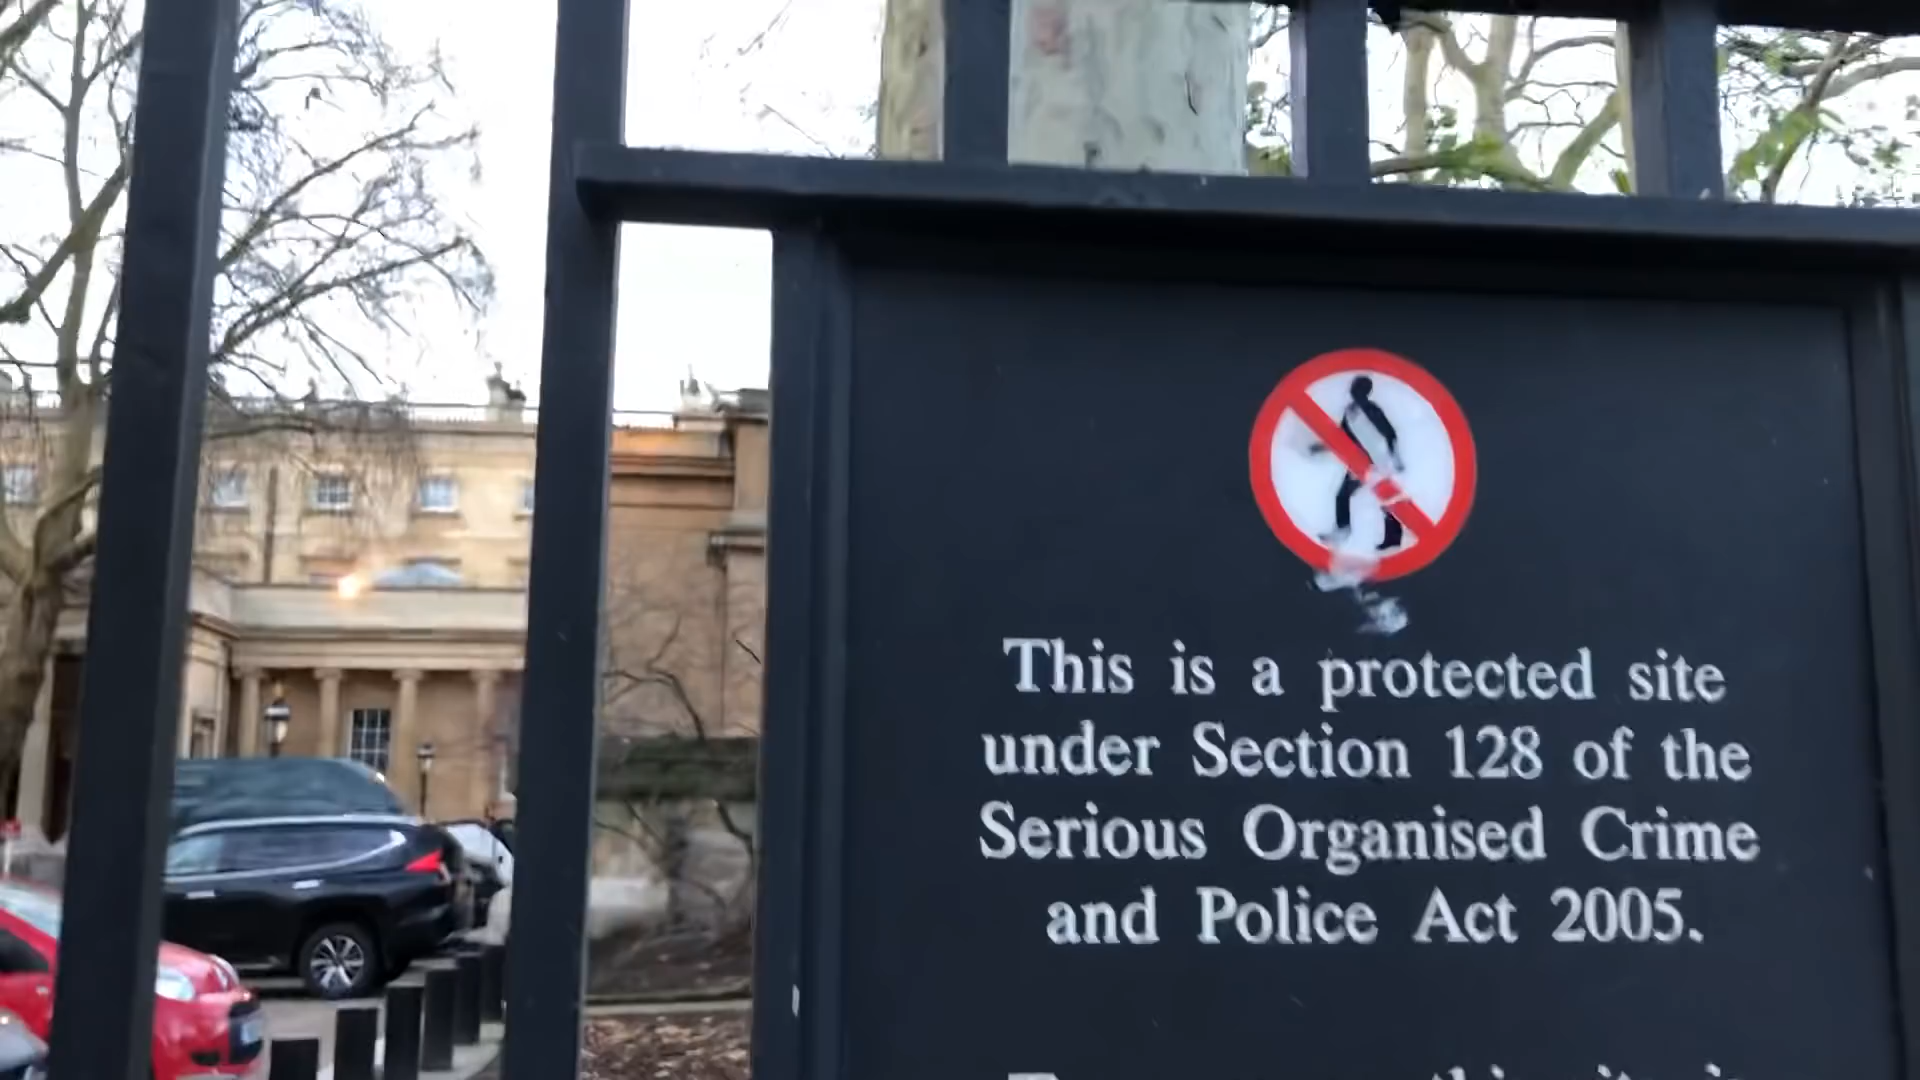 This is a protected site
under Section 128 of the
Serious Organised Crime
and Police Act 2005.